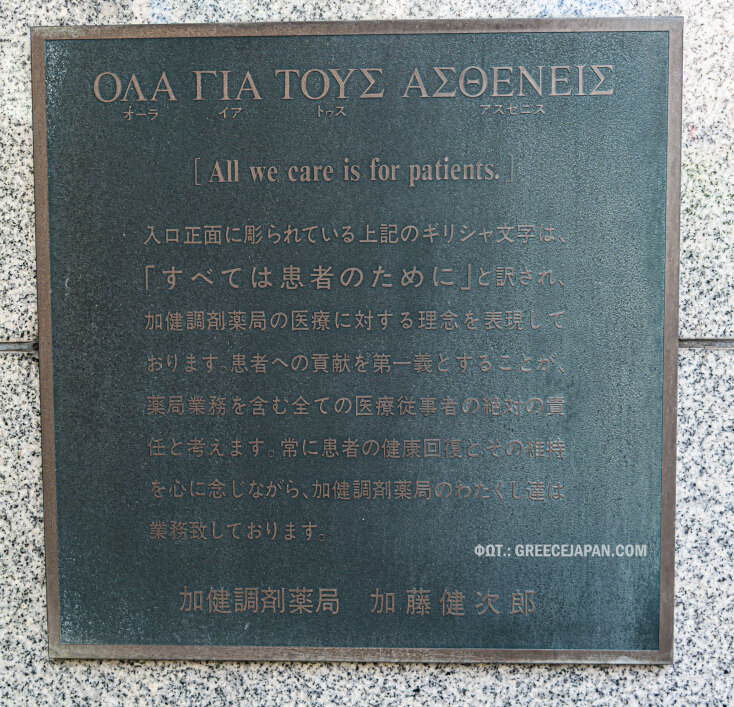 ΟΛΑ ΓΙΑ ΤΟΥΣ ΑΣΘΕΝΕΙΣ
オーラ イア トゥズ アスセニス
[ All we care is for patients. ]
入口正面に彫られている上記のギリシャ文字は、
「すべては患者のために」と訳され、
加健調剤薬局の医療に対する理念を表現して
おります。患者への貢献を第一義とすることが、
薬局業務を含む全ての医療従事者の絶対の責
任と考えます。常に患者の健康回復とその維持
を心に念じながら、加健調剤薬局のわたくし達は
業務致しております。
ΦΩΤ.: GREECEJAPAN.COM
加健調剤薬局 加藤健次郎